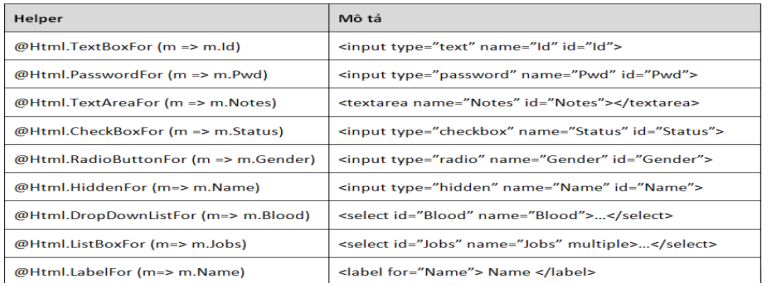 Helper Mô tả
@Html.TextBoxFor (m => m.Id) <input type=”text” name=”Id” id=”Id”>
@Html.PasswordFor (m => m.Pwd) <input type=”password” name=”Pwd” id=”Pwd”>
@Html.TextAreaFor (m => m.Notes) <textarea name=”Notes” id=”Notes”></textarea>
@Html.CheckBoxFor (m => m.Status) <input type=”checkbox” name=”Status” id=”Status”>
@Html.RadioButtonFor (m => m.Gender) <input type=”radio” name=”Gender” id=”Gender”>
@Html.HiddenFor (m=> m.Name) <input type=”hidden” name=”Name” id=”Name”>
@Html.DropDownListFor (m=> m.Blood) <select id=”Blood” name=”Blood”>...</select>
@Html.ListBoxFor (m=> m.Jobs) <select id=”Jobs” name=”Jobs” multiple>...</select>
@Html.LabelFor (m=> m.Name) <label for=”Name”> Name </label>